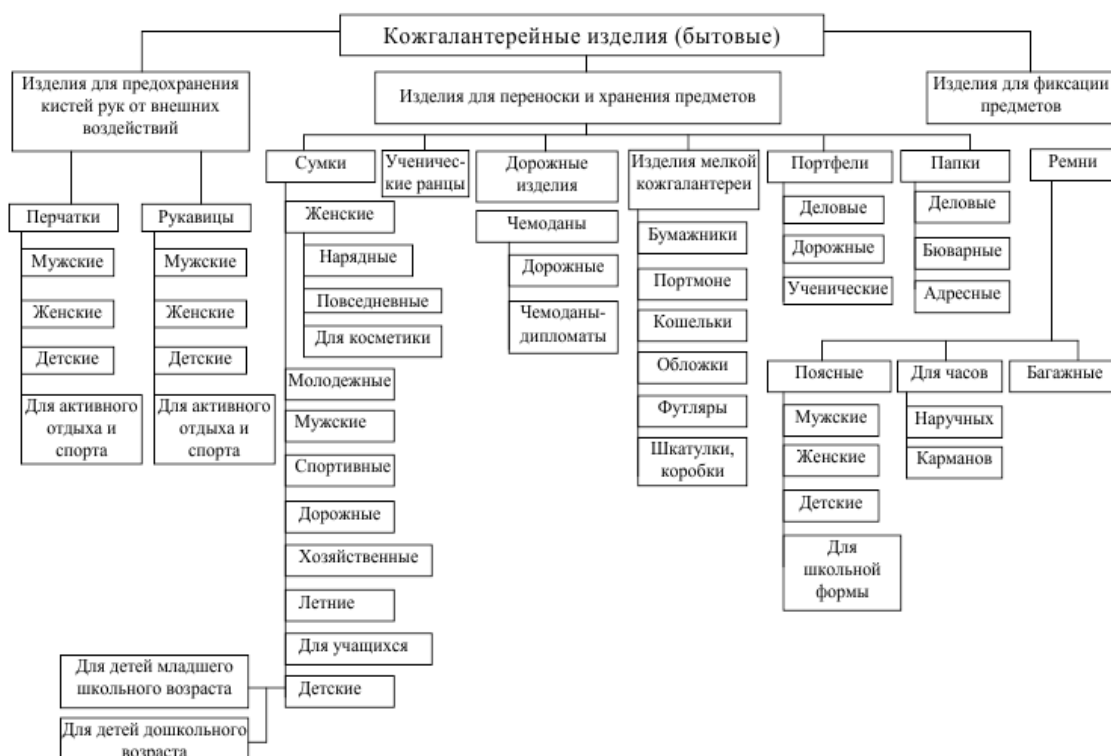 Кожгалантерейные изделия (бытовые)
Изделия для предохранения
кистей рук от внешних
воздействий
Изделия для переноски и хранения предметов
Изделия для фиксации
предметов
Перчатки
Мужские
Женские
Детские
Для активного
отдыха и
спорта
Рукавицы
Мужские
Женские
Детские
Для активного
отдыха и
спорта
Сумки
Женские
Нарядные
Повседневные
Для косметики
Молодежные
Мужские
Спортивные
Дорожные
Хозяйственные
Летние
Для учащихся
Детские
Для детей младшего
школьного возраста
Для детей дошкольного
возраста
Ученичес-
кие ранцы
Дорожные
изделия
Чемоданы
Дорожные
Чемоданы-
дипломаты
Изделия мелкой
кожгалантереи
Бумажники
Портмоне
Кошельки
Обложки
Футляры
Шкатулки,
коробки
Портфели
Деловые
Дорожные
Ученические
Папки
Деловые
Бюварные
Адресные
Ремни
Поясные
Мужские
Женские
Детские
Для
школьной
формы
Для часов
Наручных
Карманов
Багажные